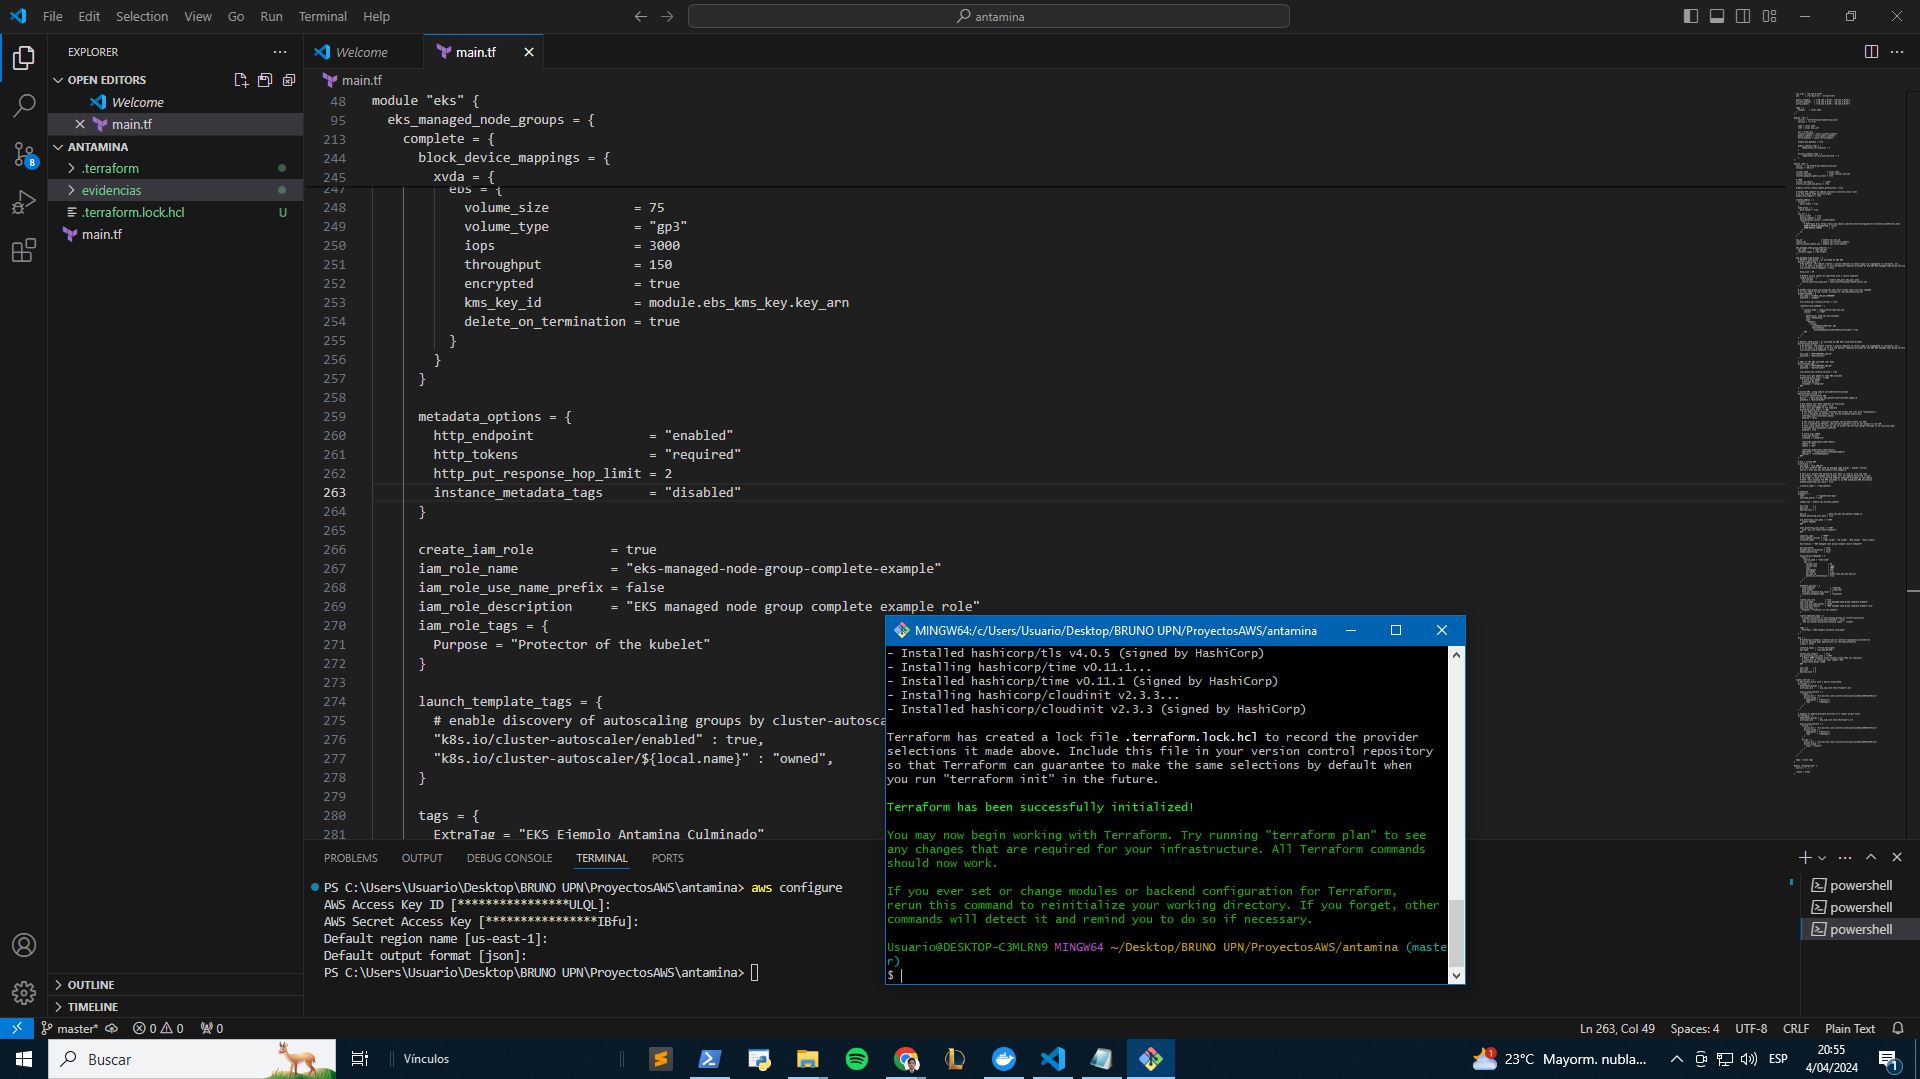 File Edit Selection View Go Run Terminal Help
antamina
EXPLORER
OPEN EDITORS
Welcome
main.tf
ANTAMINA
.terraform
evidencias
.terraform.lock.hcl U
main.tf
8
Welcome
main.tf
main.tf
48 module "eks" {
95 eks_managed_node_groups = {
213 complete = {
244 block_device_mappings = {
245 xvda = {
247 ebs = {
248 volume_size = 75
249 volume_type = "gp3"
250 iops = 3000
251 throughput = 150
252 encrypted = true
253 kms_key_id = module.ebs_kms_key.key_arn
254 delete_on_termination = true
255 }
256 }
257 }
258
259 metadata_options = {
260 http_endpoint = "enabled"
261 http_tokens = "required"
262 http_put_response_hop_limit = 2
263 instance_metadata_tags = "disabled"
264 }
265
266 create_iam_role = true
267 iam_role_name = "eks-managed-node-group-complete-example"
268 iam_role_use_name_prefix = false
269 iam_role_description = "EKS managed node group complete example role"
270 iam_role_tags = {
271 Purpose = "Protector of the kubelet"
272 }
273
274 launch_template_tags = {
275 # enable discovery of autoscaling groups by cluster-autosca
276 "k8s.io/cluster-autoscaler/enabled" : true,
277 "k8s.io/cluster-autoscaler/${local.name}" : "owned",
278 }
279
280 tags = {
281 ExtraTag = "EKS Ejemplo Antamina Culminado"
PROBLEMS OUTPUT DEBUG CONSOLE TERMINAL PORTS
PS C:\Users\Usuario\Desktop\BRUNO UPN\ProyectosAWS\antamina> aws configure
AWS Access Key ID [****************ULQL]:
AWS Secret Access Key [****************IBfu]:
Default region name [us-east-1]:
Default output format [json]:
PS C:\Users\Usuario\Desktop\BRUNO UPN\ProyectosAWS\antamina>
powershell
powershell
powershell
MINGW64:/c/Users/Usuario/Desktop/BRUNO UPN/ProyectosAWS/antamina
- Installed hashicorp/tls v4.0.5 (signed by HashiCorp)
- Installing hashicorp/time v0.11.1...
- Installed hashicorp/time v0.11.1 (signed by HashiCorp)
- Installing hashicorp/cloudinit v2.3.3...
- Installed hashicorp/cloudinit v2.3.3 (signed by HashiCorp)
Terraform has created a lock file .terraform.lock.hcl to record the provider
selections it made above. Include this file in your version control repository
so that Terraform can guarantee to make the same selections by default when
you run "terraform init" in the future.
Terraform has been successfully initialized!
You may now begin working with Terraform. Try running "terraform plan" to see
any changes that are required for your infrastructure. All Terraform commands
should now work.
If you ever set or change modules or backend configuration for Terraform,
rerun this command to reinitialize your working directory. If you forget, other
commands will detect it and remind you to do so if necessary.
Usuario@DESKTOP-C3MLRN9 MINGW64 ~/Desktop/BRUNO UPN/ProyectosAWS/antamina (maste
r)
$
OUTLINE
TIMELINE
master* 0 0 0
Ln 263, Col 49 Spaces: 4 UTF-8 CRLF Plain Text
Buscar
Vínculos
1 23°C Mayorm. nubla... ESP
20:55
4/04/2024
1